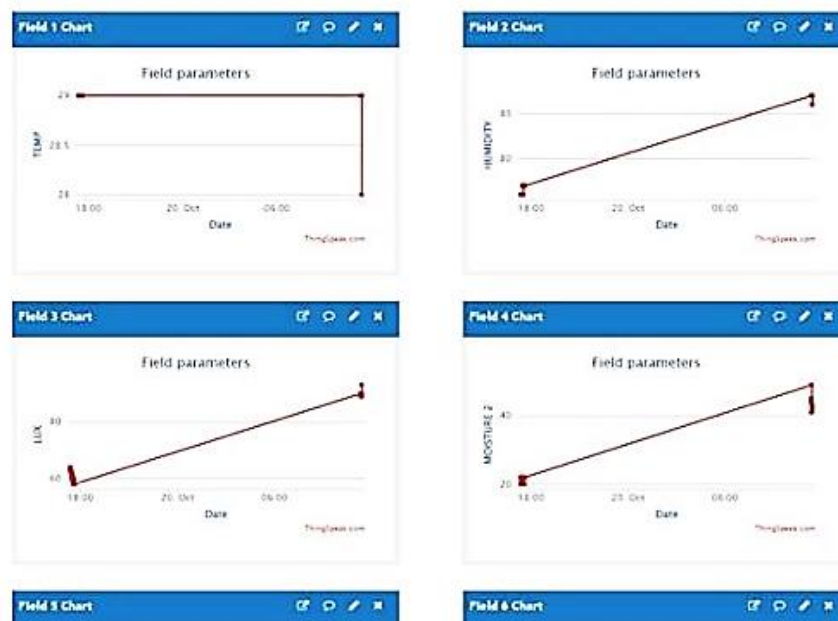 Field 1 Chart
Field parameters
29
28.5
28
TEMP
18:00
20. Oct
06:00
Date
ThingSpeak.com
Field 2 Chart
Field parameters
85
80
HUMIDITY
18:00
20. Oct
06:00
Date
ThingSpeak.com
Field 3 Chart
Field parameters
80
60
LUX
18:00
20. Oct
06:00
Date
ThingSpeak.com
Field 4 Chart
Field parameters
40
20
MOISTURE 2
18:00
20. Oct
06:00
Date
ThingSpeak.com
Field 5 Chart
Field 6 Chart